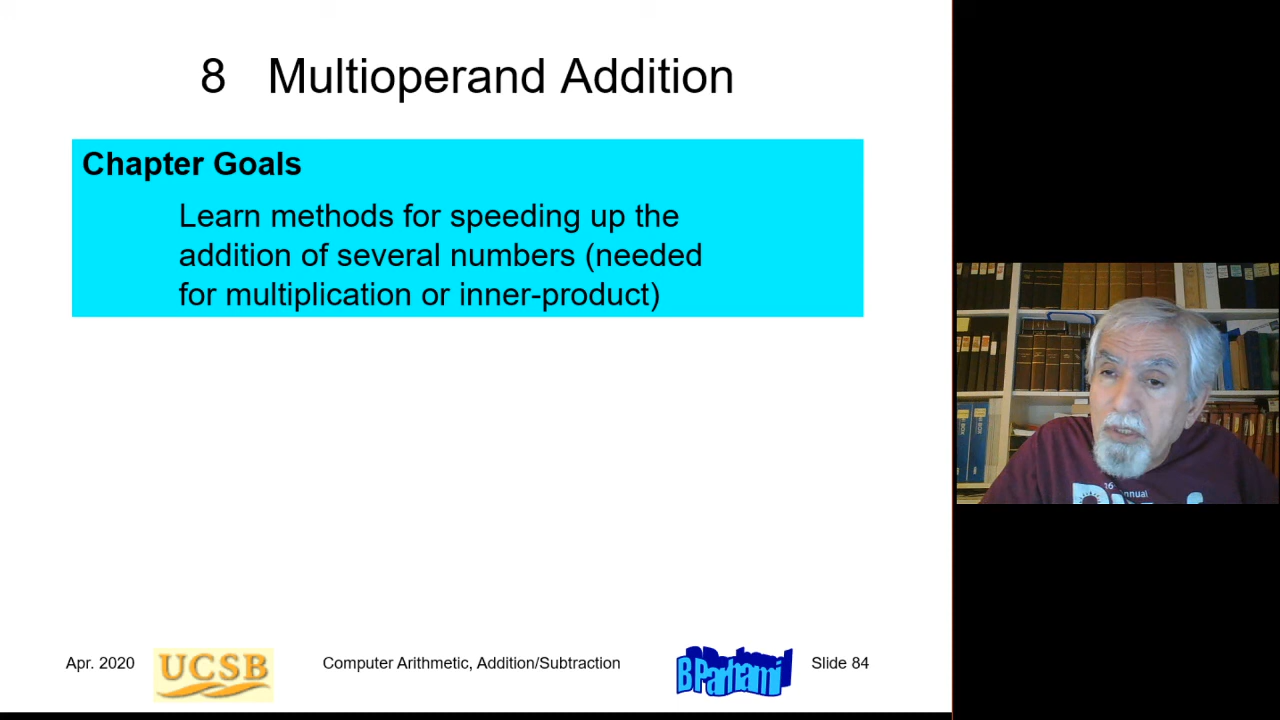 8 Multioperand Addition
Chapter Goals
Learn methods for speeding up the
addition of several numbers (needed
for multiplication or inner-product)
Apr. 2020
UCSB
Computer Arithmetic, Addition/Subtraction
B Parhami
Slide 84